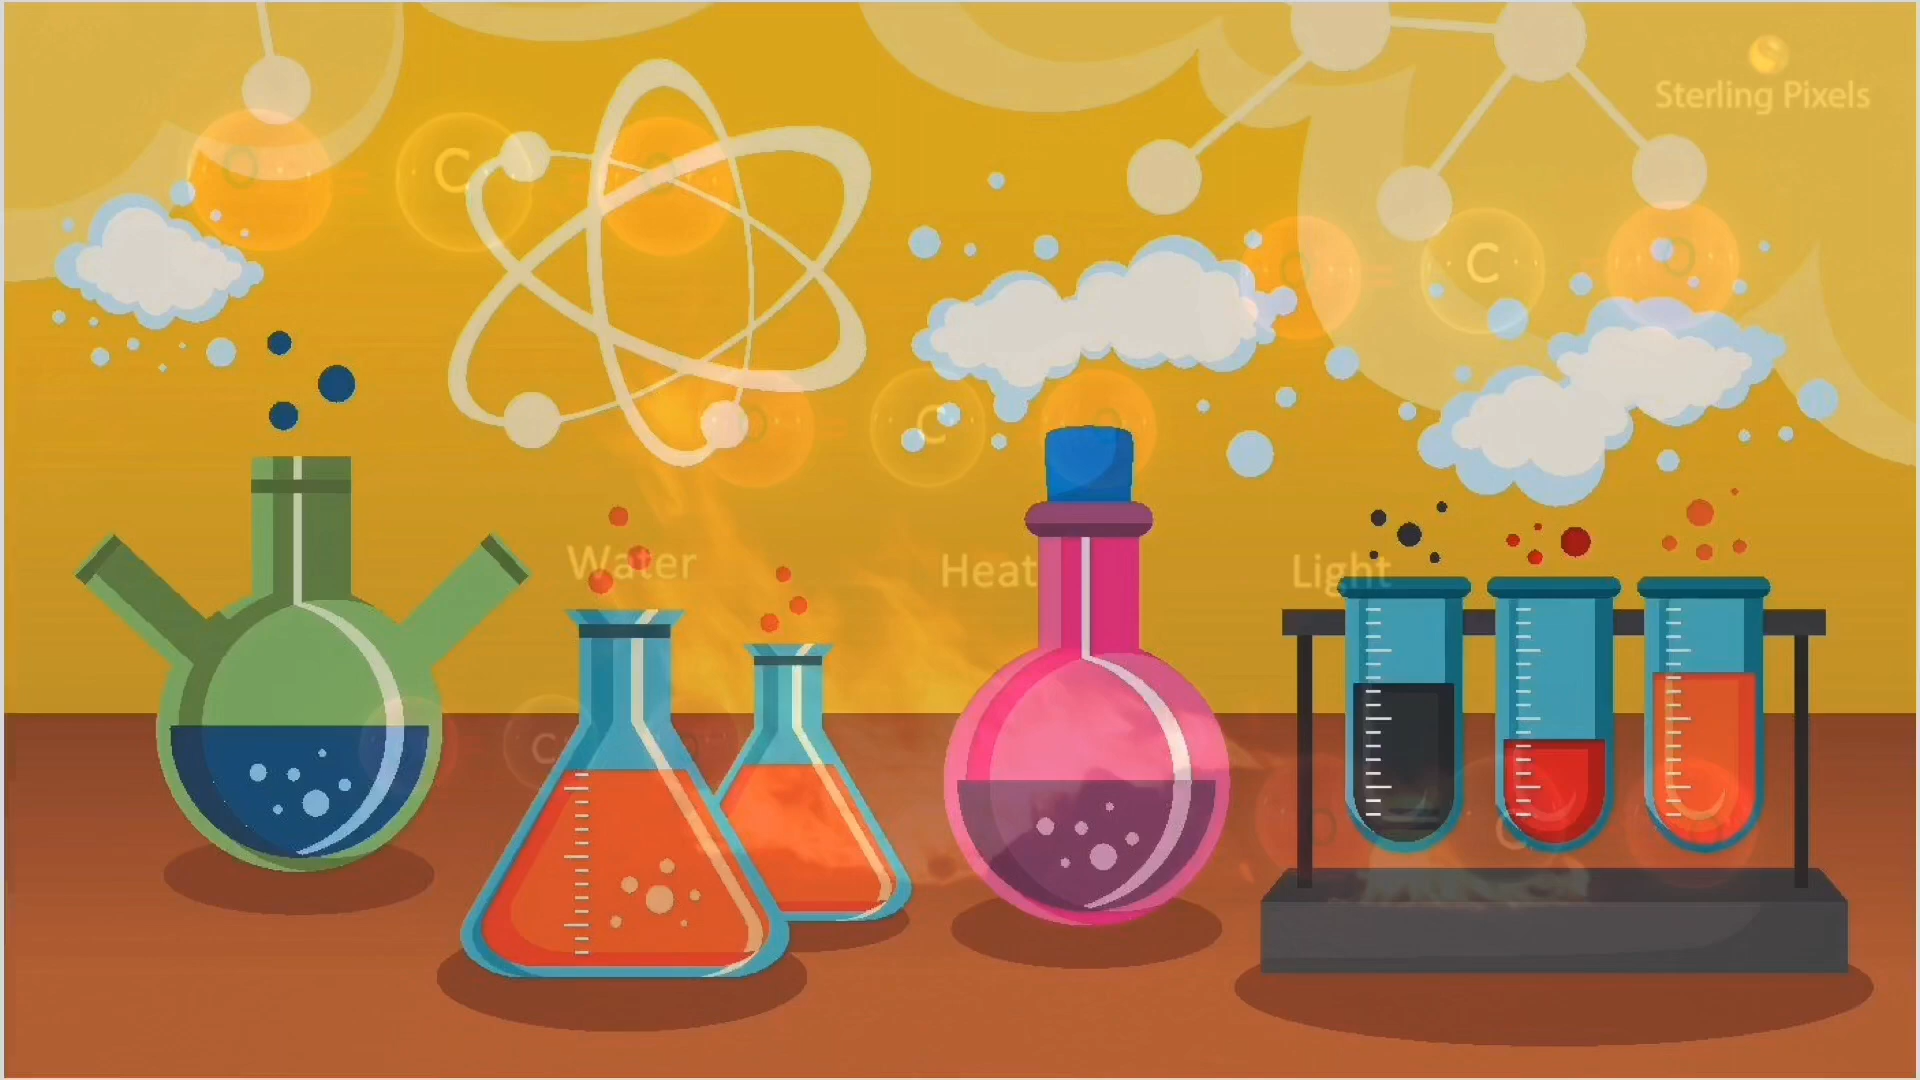 Sterling Pixels
O C O
O C O
O C O
Water Heat Light
C O
O C O